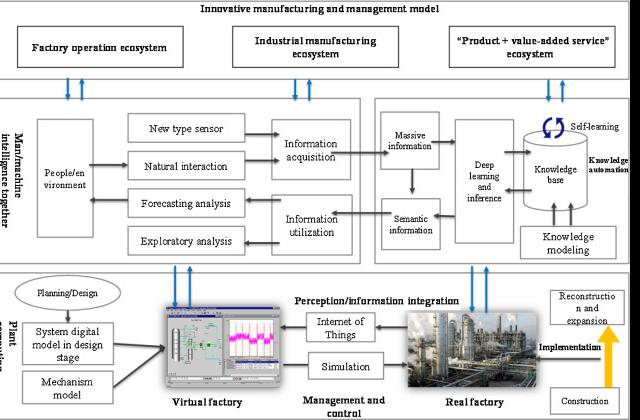 Innovative manufacturing and management model
Factory operation ecosystem
Industrial manufacturing
ecosystem
“Product + value-added service”
ecosystem
Man/machine
intelligence together
People/en
vironment
New type sensor
Natural interaction
Forecasting analysis
Exploratory analysis
Information
acquisition
Information
utilization
Massive
information
Semantic
information
Deep
learning
and
inference
Self-learning
Knowledge
base
Knowledge
automation
Knowledge
modeling
Plant
Planning/Design
System digital
model in design
stage
Mechanism
model
Perception/information integration
Internet of
Things
Simulation
Virtual factory
Management and
control
Real factory
Reconstructio
n and
expansion
Implementation
Construction